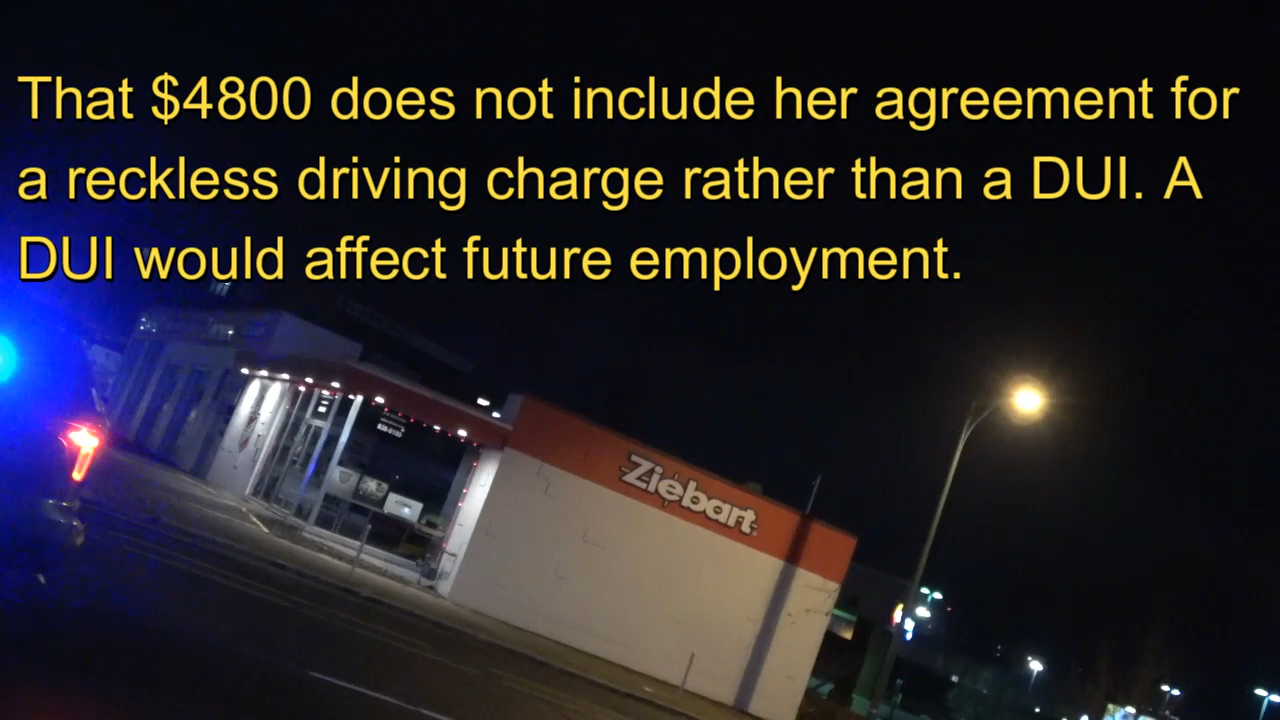 That $4800 does not include her agreement for
a reckless driving charge rather than a DUI. A
DUI would affect future employment.
Ziebart